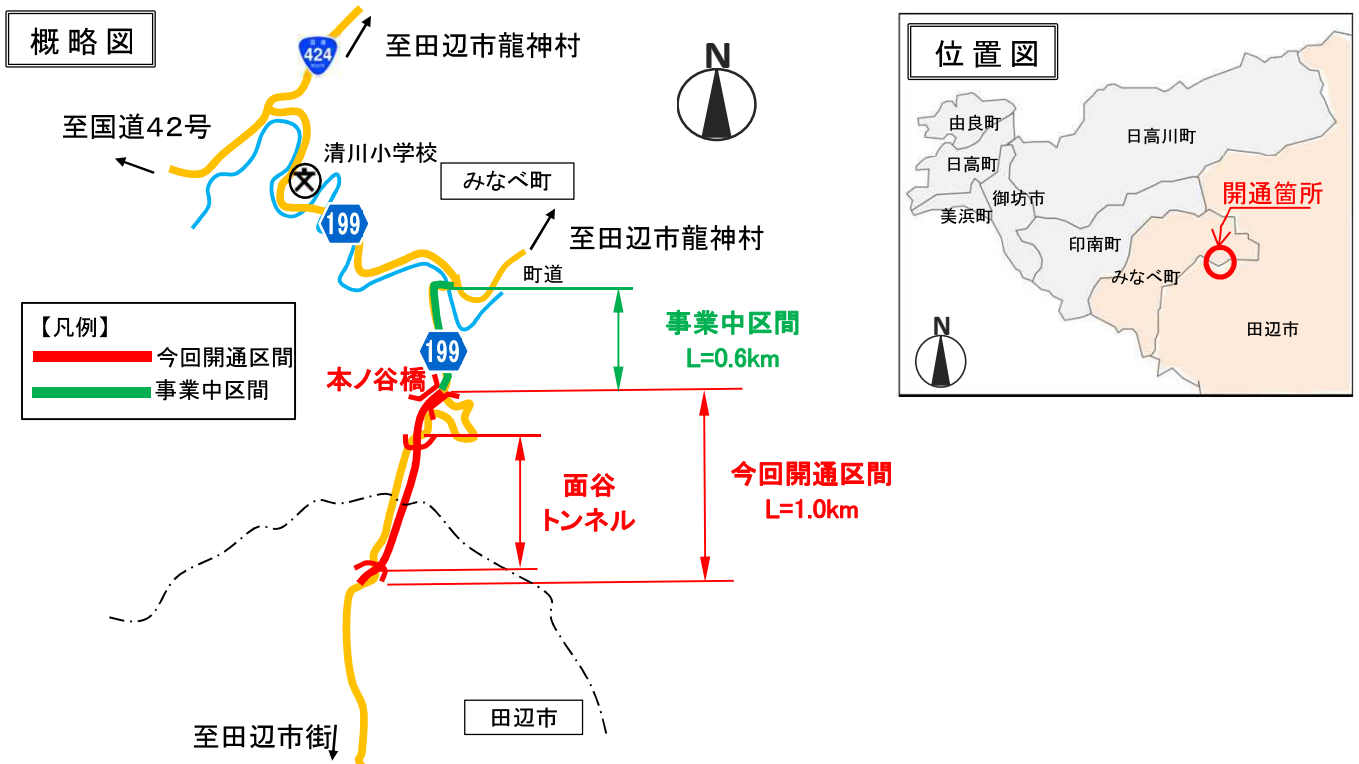 概略図
国道
424
ROUTE
至田辺市龍神村
N
至国道42号
清川小学校
みなべ町
199
至田辺市龍神村
町道
【凡例】
今回開通区間
事業中区間
199
事業中区間
L=0.6km
本ノ谷橋
今回開通区間
L=1.0km
面谷
トンネル
田辺市
至田辺市街
位置図
由良町
日高川町
日高町
開通箇所
御坊市
美浜町
印南町
みなべ町
N
田辺市